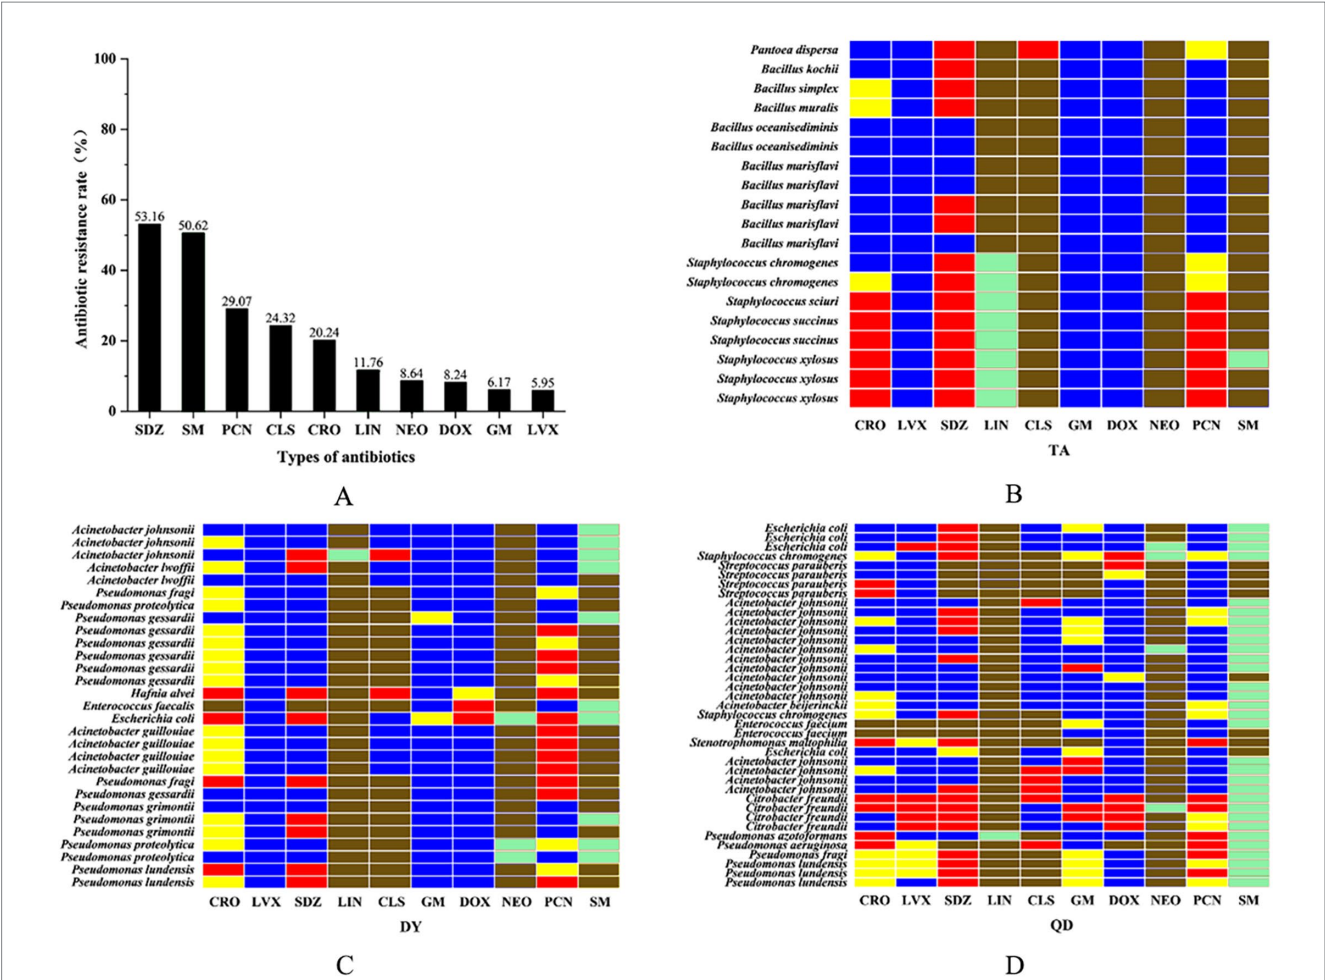 100
80
60
40
20
0
Antibiotic resistance rate (%)
53.16
50.62
29.07
24.32
20.24
11.76
8.64
8.24
6.17
5.95
SDZ SM PCN CLS CRO LIN NEO DOX GM LVX
Types of antibiotics
A
Pantoea dispersa
Bacillus kochii
Bacillus simplex
Bacillus muralis
Bacillus oceanisediminis
Bacillus oceanisediminis
Bacillus marisflavi
Bacillus marisflavi
Bacillus marisflavi
Bacillus marisflavi
Bacillus marisflavi
Staphylococcus chromogenes
Staphylococcus chromogenes
Staphylococcus sciuri
Staphylococcus succinus
Staphylococcus succinus
Staphylococcus xylosus
Staphylococcus xylosus
Staphylococcus xylosus
CRO LVX SDZ LIN CLS GM DOX NEO PCN SM
TA
B
Acinetobacter johnsonii
Acinetobacter johnsonii
Acinetobacter johnsonii
Acinetobacter lwoffii
Acinetobacter lwoffii
Pseudomonas fragi
Pseudomonas proteolytica
Pseudomonas gessardii
Pseudomonas gessardii
Pseudomonas gessardii
Pseudomonas gessardii
Pseudomonas gessardii
Pseudomonas gessardii
Hafnia alvei
Enterococcus faecalis
Escherichia coli
Acinetobacter guillouiae
Acinetobacter guillouiae
Acinetobacter guillouiae
Acinetobacter guillouiae
Pseudomonas fragi
Pseudomonas gessardii
Pseudomonas grimontii
Pseudomonas grimontii
Pseudomonas grimontii
Pseudomonas proteolytica
Pseudomonas proteolytica
Pseudomonas lundensis
Pseudomonas lundensis
CRO LVX SDZ LIN CLS GM DOX NEO PCN SM
DY
C
Escherichia coli
Escherichia coli
Escherichia coli
Staphylococcus chromogenes
Streptococcus parauberis
Streptococcus parauberis
Streptococcus parauberis
Streptococcus parauberis
Acinetobacter johnsonii
Acinetobacter johnsonii
Acinetobacter johnsonii
Acinetobacter johnsonii
Acinetobacter johnsonii
Acinetobacter johnsonii
Acinetobacter johnsonii
Acinetobacter johnsonii
Acinetobacter johnsonii
Acinetobacter johnsonii
Acinetobacter johnsonii
Acinetobacter beijerinckii
Staphylococcus chromogenes
Enterococcus faecium
Enterococcus faecium
Stenotrophomonas maltophilia
Escherichia coli
Acinetobacter johnsonii
Acinetobacter johnsonii
Acinetobacter johnsonii
Acinetobacter johnsonii
Citrobacter freundii
Citrobacter freundii
Citrobacter freundii
Citrobacter freundii
Pseudomonas azotoformans
Pseudomonas aeruginosa
Pseudomonas fragi
Pseudomonas lundensis
Pseudomonas lundensis
Pseudomonas lundensis
CRO LVX SDZ LIN CLS GM DOX NEO PCN SM
QD
D